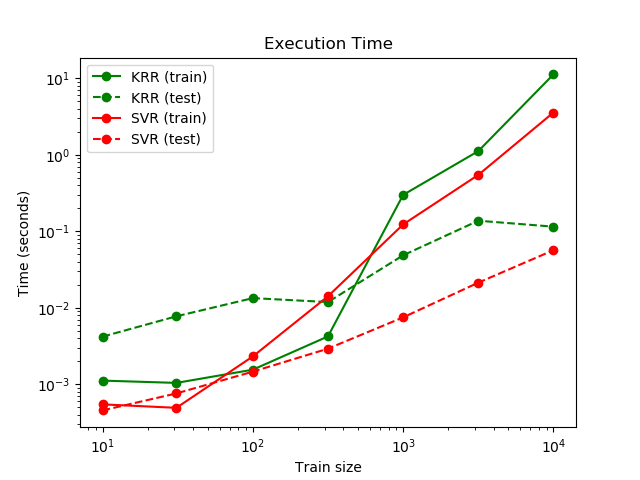 Execution Time
KRR (train)
KRR (test)
SVR (train)
SVR (test)
10¹
10⁰
10⁻¹
10⁻²
10⁻³
Time (seconds)
10¹ 10² 10³ 10⁴
Train size